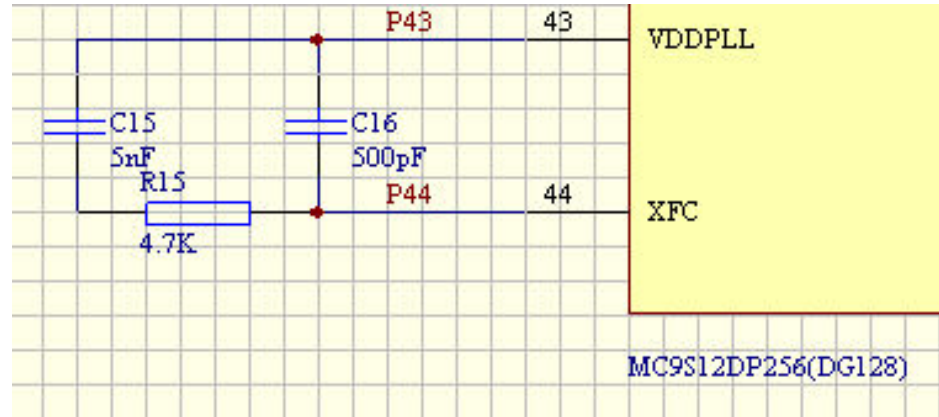 P43 43
VDDPLL
C15 C16
5nF 500pF
R15
P44 44
XFC
4.7K
MC9S12DP256(DG128)